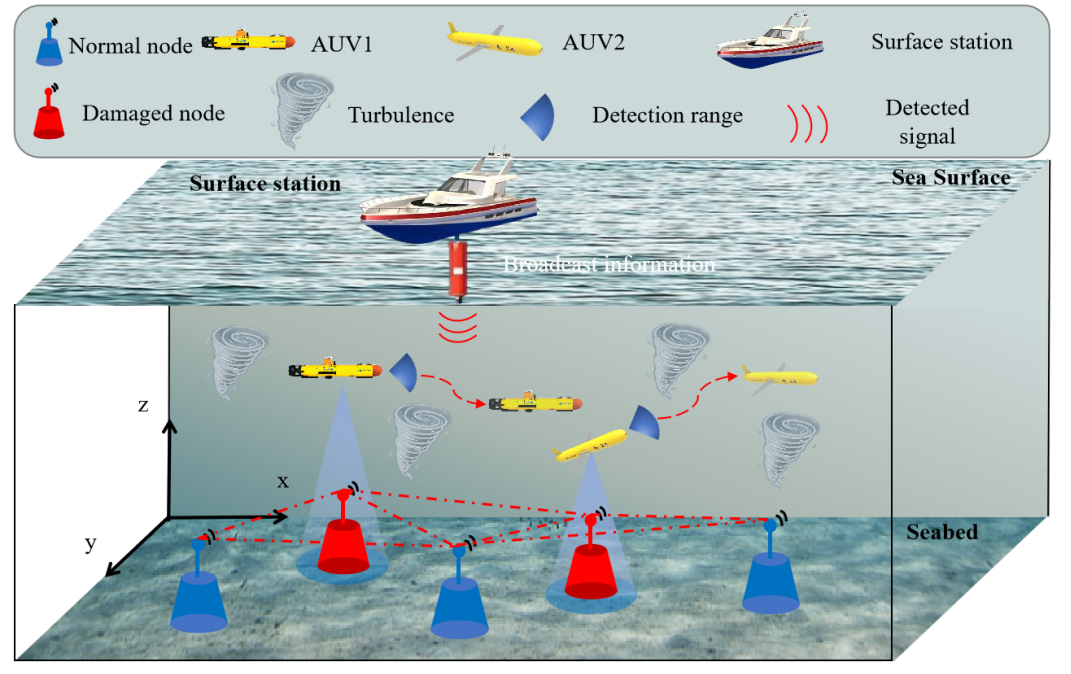 Normal node
AUV1
AUV2
Surface station
Damaged node
Turbulence
Detection range
Detected
signal
Surface station
Sea Surface
Broadcast information
z
x
y
Seabed